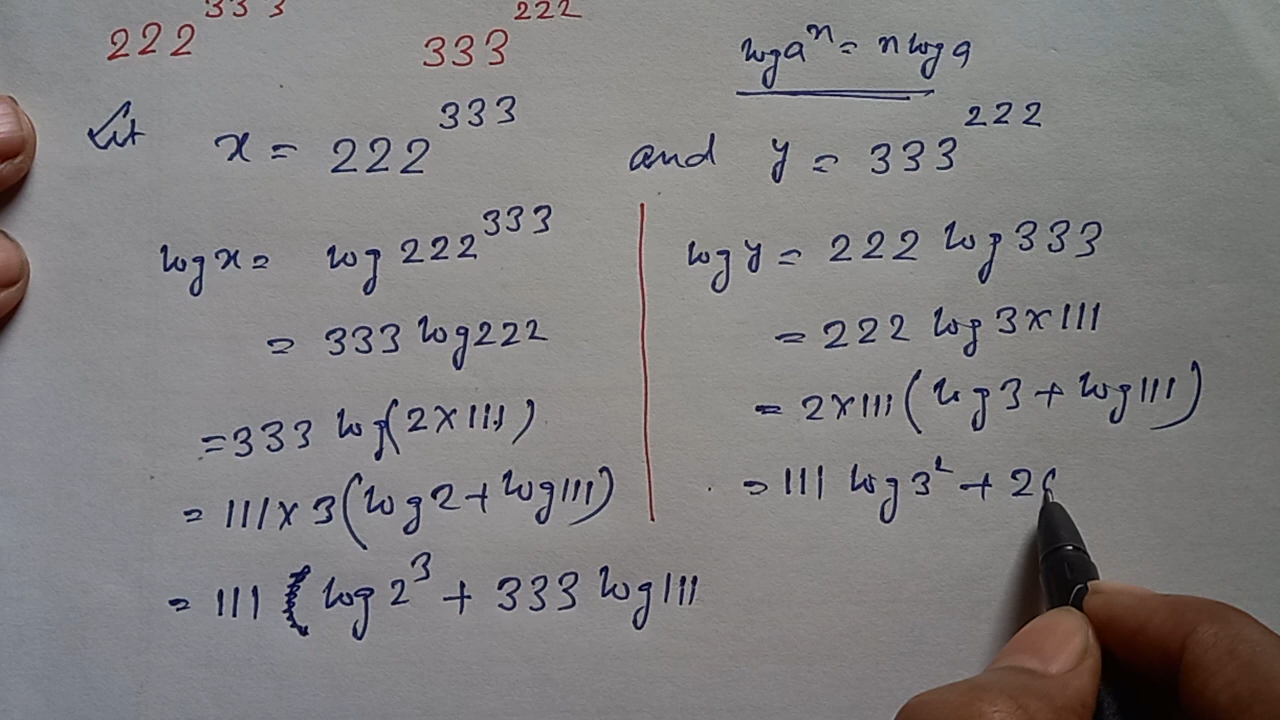 222^333 333^222
log a^n = n log a
Let x = 222^333 and y = 333^222
log x = log 222^333
= 333 log 222
= 333 log(2 × 111)
= 111 × 3(log 2 + log 111)
= 111 log 2^3 + 333 log 111
log y = 222 log 333
= 222 log 3 × 111
= 2 × 111(log 3 + log 111)
= 111 log 3^2 + 2